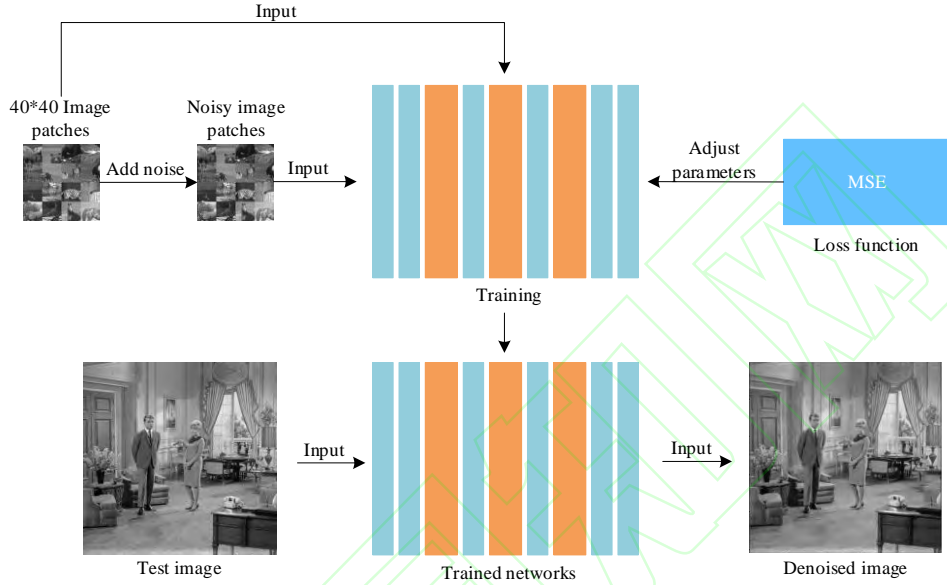 Input
40*40 Image
patches
Noisy image
patches
Add noise
Input
Adjust
parameters
MSE
Loss function
Training
Input
Input
Test image
Trained networks
Denoised image